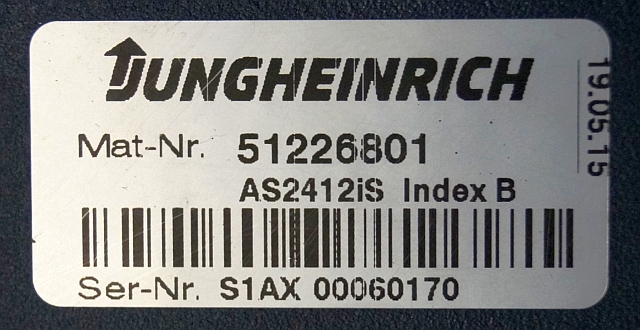 JUNGHEINRICH
Mat-Nr. 51226801
AS2412iS Index B
Ser-Nr. S1AX 00060170
19.05.15